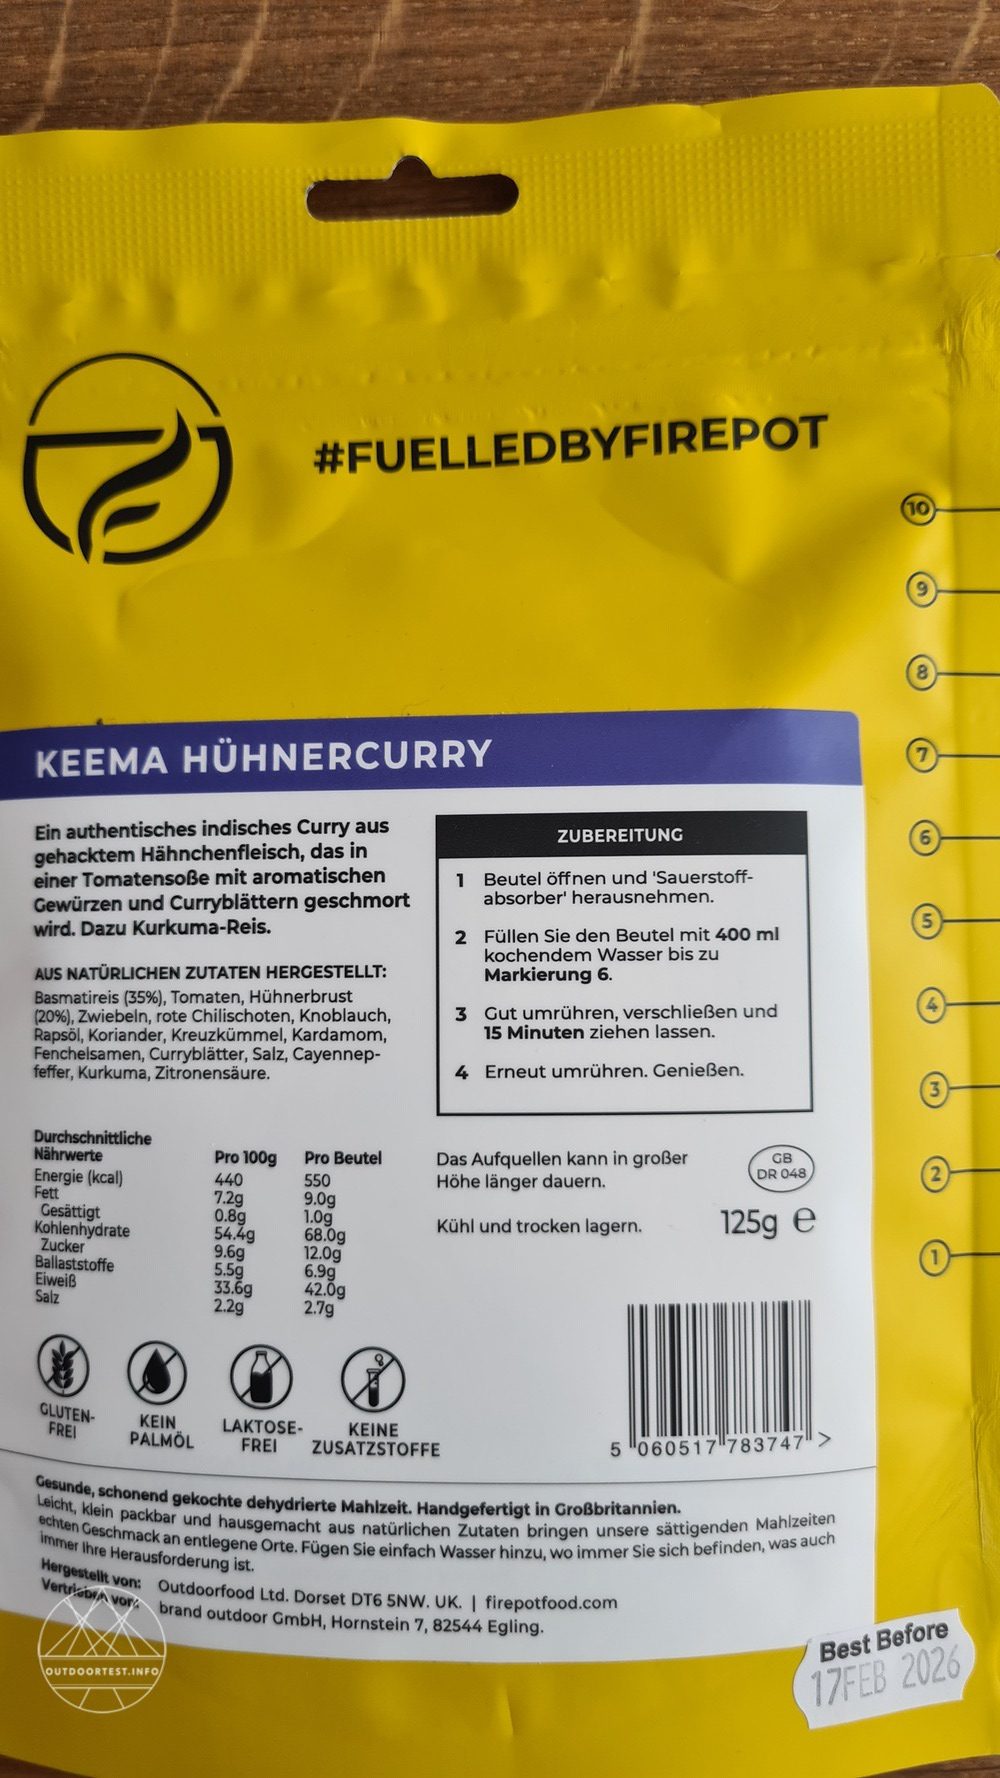 #FUELLEDBYFIREPOT
10
9
8
7
6
5
4
3
2
1
KEEMA HÜHNERCURRY
Ein authentisches indisches Curry aus
gehacktem Hähnchenfleisch, das in
einer Tomatensoße mit aromatischen
Gewürzen und Curryblättern geschmort
wird. Dazu Kurkuma-Reis.
AUS NATÜRLICHEN ZUTATEN HERGESTELLT:
Basmatireis (35%), Tomaten, Hühnerbrust
(20%), Zwiebeln, rote Chilischoten, Knoblauch,
Rapsöl, Koriander, Kreuzkümmel, Kardamom,
Fenchelsamen, Curryblätter, Salz, Cayennep-
feffer, Kurkuma, Zitronensäure.
ZUBEREITUNG
1 Beutel öffnen und 'Sauerstoff-
absorber' herausnehmen.
2 Füllen Sie den Beutel mit 400 ml
kochendem Wasser bis zu
Markierung 6.
3 Gut umrühren, verschließen und
15 Minuten ziehen lassen.
4 Erneut umrühren. Genießen.
Durchschnittliche
Nährwerte Pro 100g Pro Beutel
Energie (kcal) 440 550
Fett 7.2g 9.0g
Gesättigt 0.8g 1.0g
Kohlenhydrate 54.4g 68.0g
Zucker 9.6g 12.0g
Ballaststoffe 5.5g 6.9g
Eiweiß 33.6g 42.0g
Salz 2.2g 2.7g
Das Aufquellen kann in großer
Höhe länger dauern.
GB
DR 048
Kühl und trocken lagern.
125g e
GLUTEN-
FREI
KEIN
PALMÖL
LAKTOSE-
FREI
KEINE
ZUSATZSTOFFE
5 060517 783747 >
Gesunde, schonend gekochte dehydrierte Mahlzeit. Handgefertigt in Großbritannien.
Leicht, klein packbar und hausgemacht aus natürlichen Zutaten bringen unsere sättigenden Mahlzeiten
echten Geschmack an entlegene Orte. Fügen Sie einfach Wasser hinzu, wo immer Sie sich befinden, was auch
immer Ihre Herausforderung ist.
Hergestellt von: Outdoorfood Ltd. Dorset DT6 5NW. UK. | firepotfood.com
Vertrieben von: brand outdoor GmbH, Hornstein 7, 82544 Egling.
OUTDOORTEST.INFO
Best Before
17FEB 2026